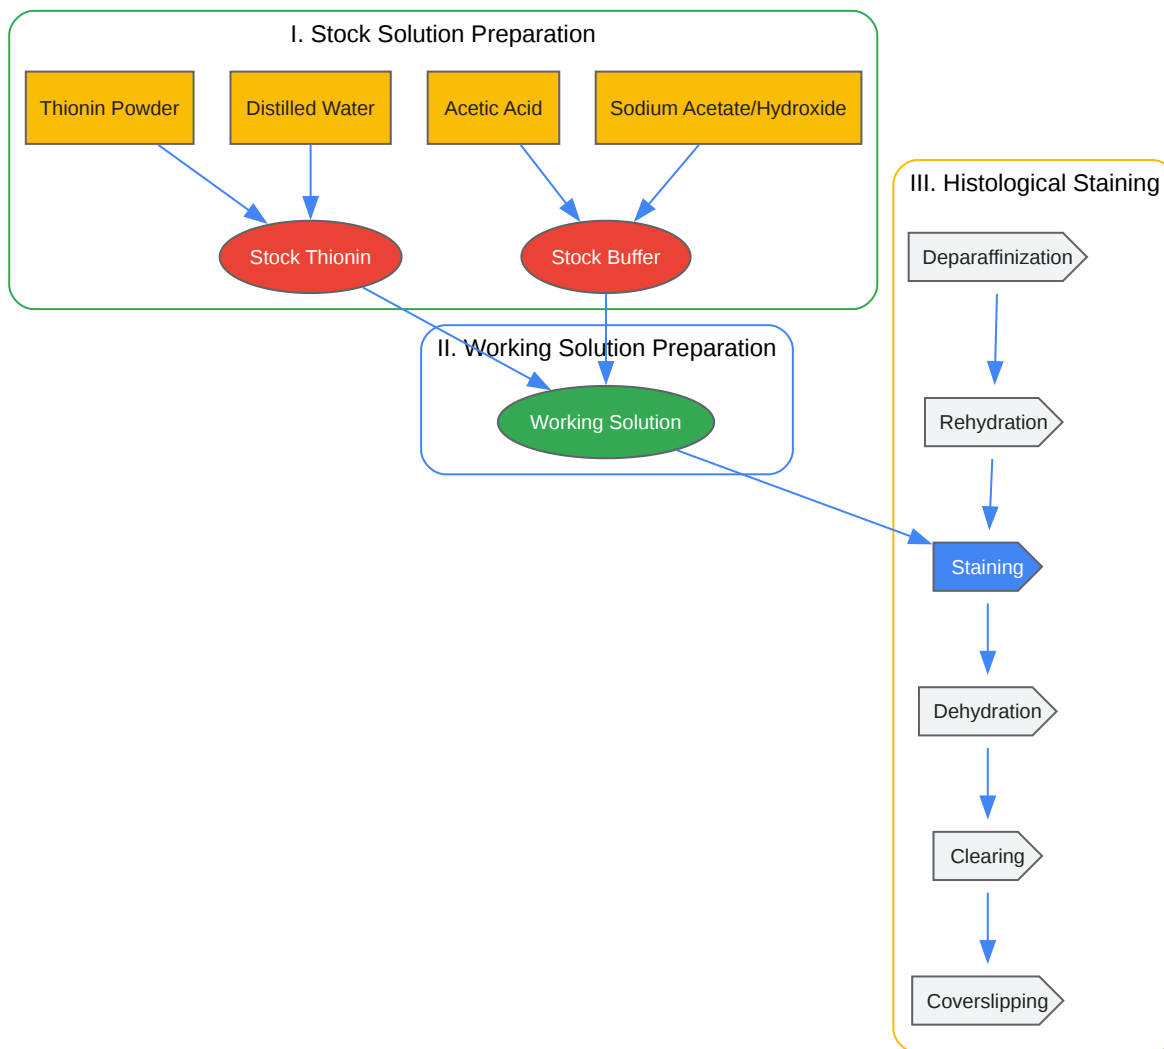 I. Stock Solution Preparation
Thionin Powder
Distilled Water
Acetic Acid
Sodium Acetate/Hydroxide
Stock Thionin
Stock Buffer
II. Working Solution Preparation
Working Solution
III. Histological Staining
Deparaffinization
Rehydration
Staining
Dehydration
Clearing
Coverslipping